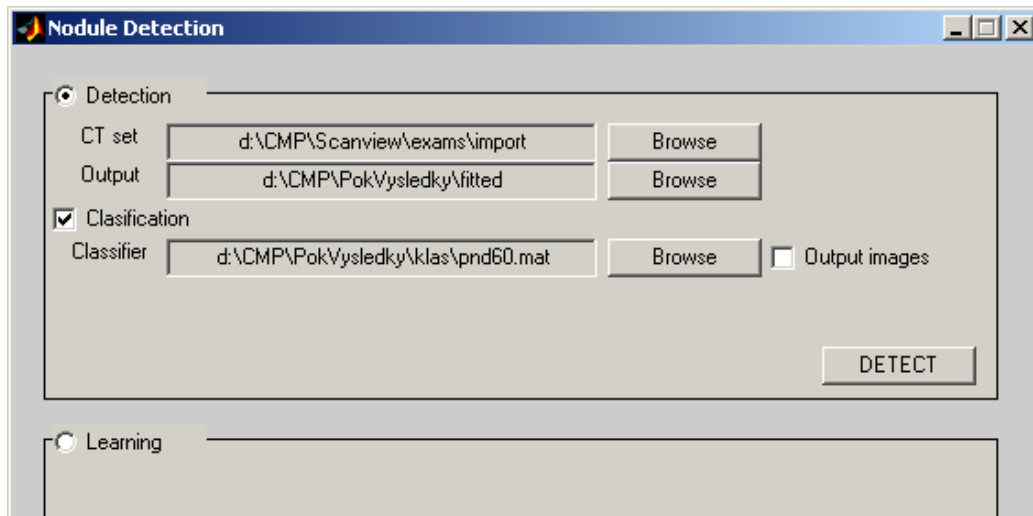 Nodule Detection
Detection
CT set d:\CMP\Scanview\exams\import Browse
Output d:\CMP\PokVysledky\fitted Browse
Clasification
Classifier d:\CMP\PokVysledky\klas\pnd60.mat Browse Output images
DETECT
Learning